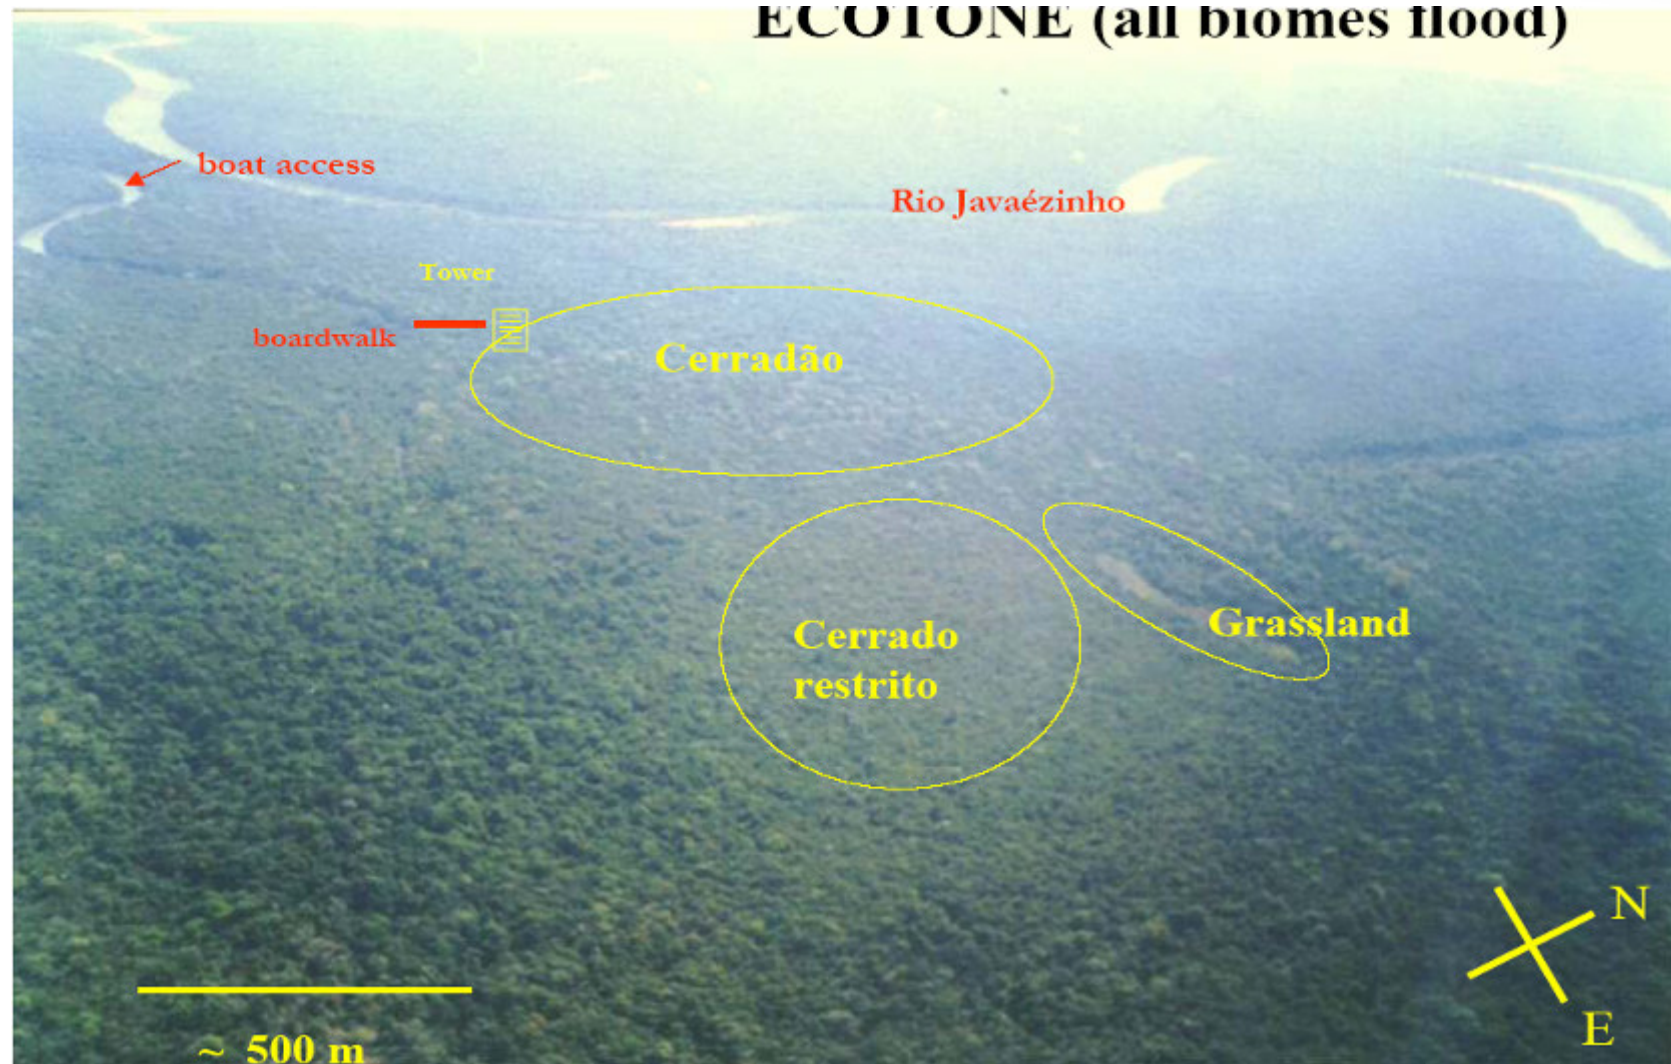 ECOTONE (all biomes flood)
boat access
Rio Javaézinho
Tower
boardwalk
Cerradão
Cerrado
restrito
Grassland
N
E
~ 500 m